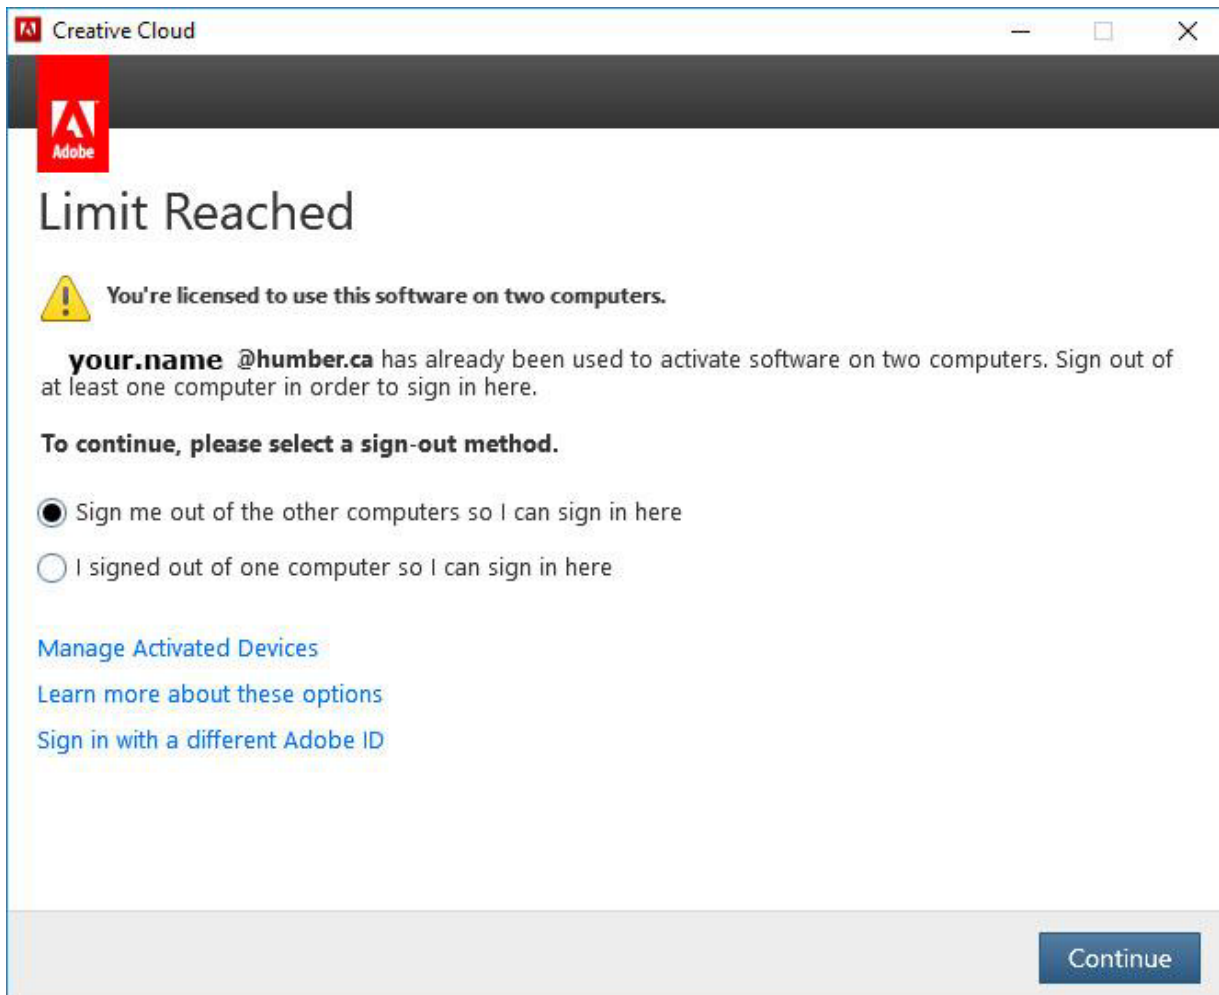 Creative Cloud
Adobe
Limit Reached
You're licensed to use this software on two computers.
your.name @humber.ca has already been used to activate software on two computers. Sign out of
at least one computer in order to sign in here.
To continue, please select a sign-out method.
Sign me out of the other computers so I can sign in here
I signed out of one computer so I can sign in here
Manage Activated Devices
Learn more about these options
Sign in with a different Adobe ID
Continue